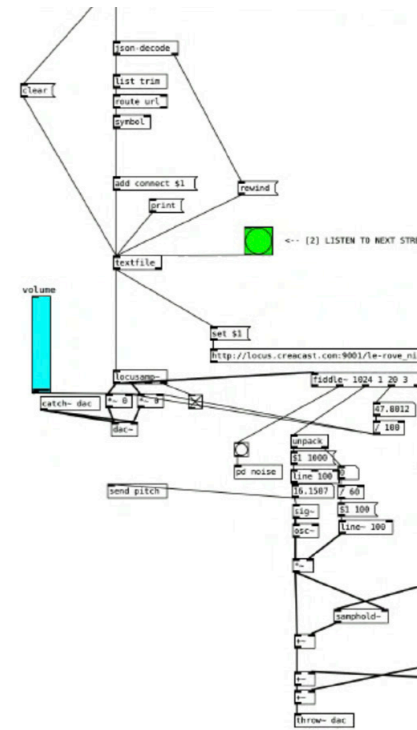 json-decode
list trim
clear
route url
symbol
add connect $1
rewind
print
<-- [2] LISTEN TO NEXT STRE
textfile
volume
set $1
http://locus.creacast.com:9001/le-rove_ni
locusamp~
fiddle~ 1024 1 20 3
catch~ dac
*~ 0
*~ 0
47.8012
/ 100
dac~
unpack
$1 1000
pd noise
line 100
0
send pitch
16.1507
/ 60
sig~
$1 100
osc~
line~ 100
*~
samphold~
throw~ dac